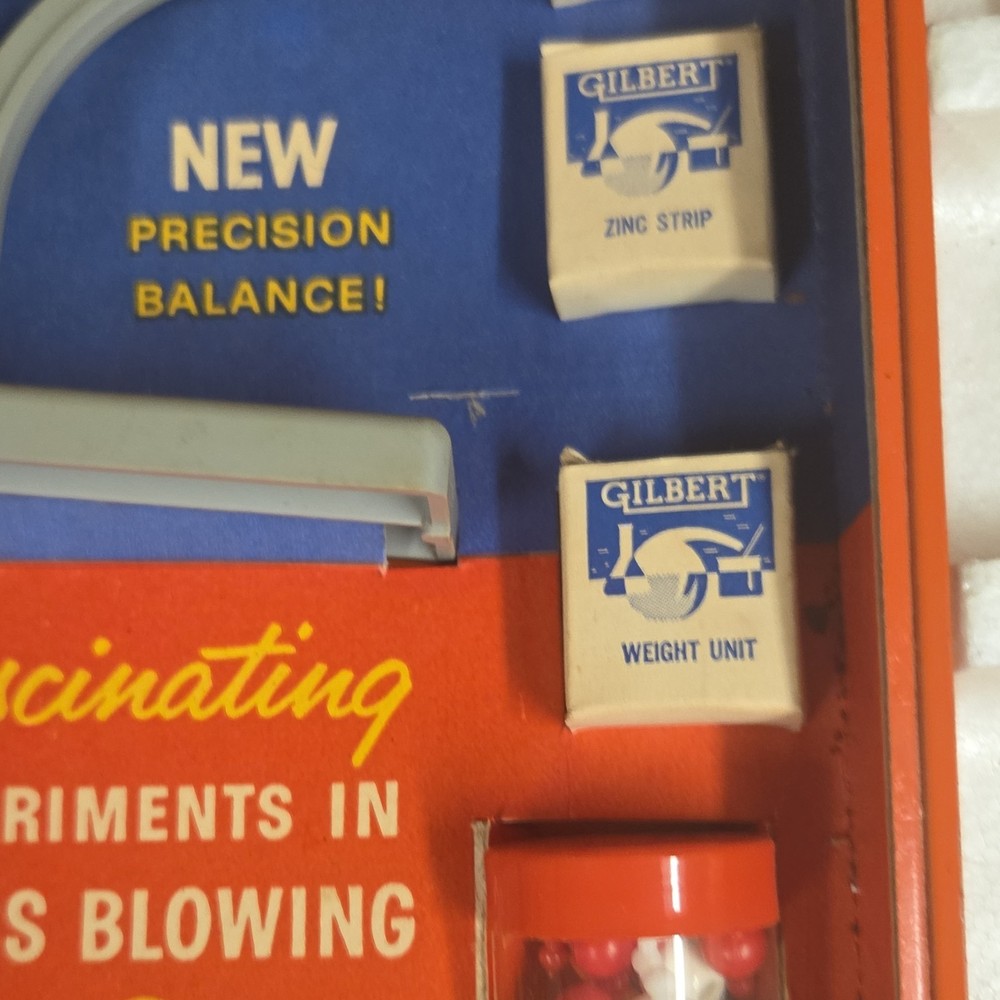 NEW
PRECISION
BALANCE!
GILBERT
ZINC STRIP
GILBERT
WEIGHT UNIT
scinating
RIMENTS IN
S BLOWING